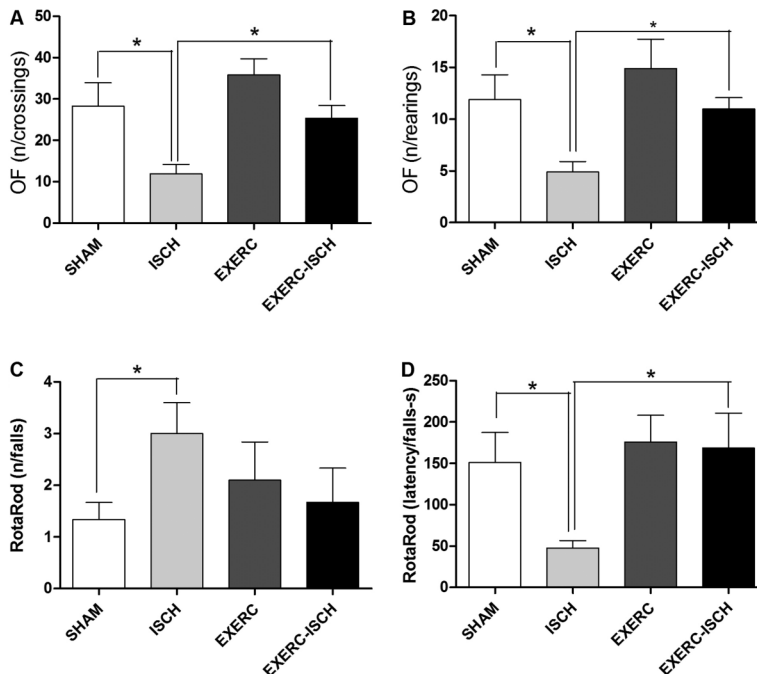 A
OF (n/crossings)
50
40
30
20
10
0
*
*
SHAM
ISCH
EXERC
EXERC-ISCH
B
OF (n/rearings)
20
15
10
5
0
*
*
SHAM
ISCH
EXERC
EXERC-ISCH
C
RotaRod (n/falls)
4
3
2
1
0
*
SHAM
ISCH
EXERC
EXERC-ISCH
D
RotaRod (latency/falls-s)
250
200
150
100
50
0
*
*
SHAM
ISCH
EXERC
EXERC-ISCH